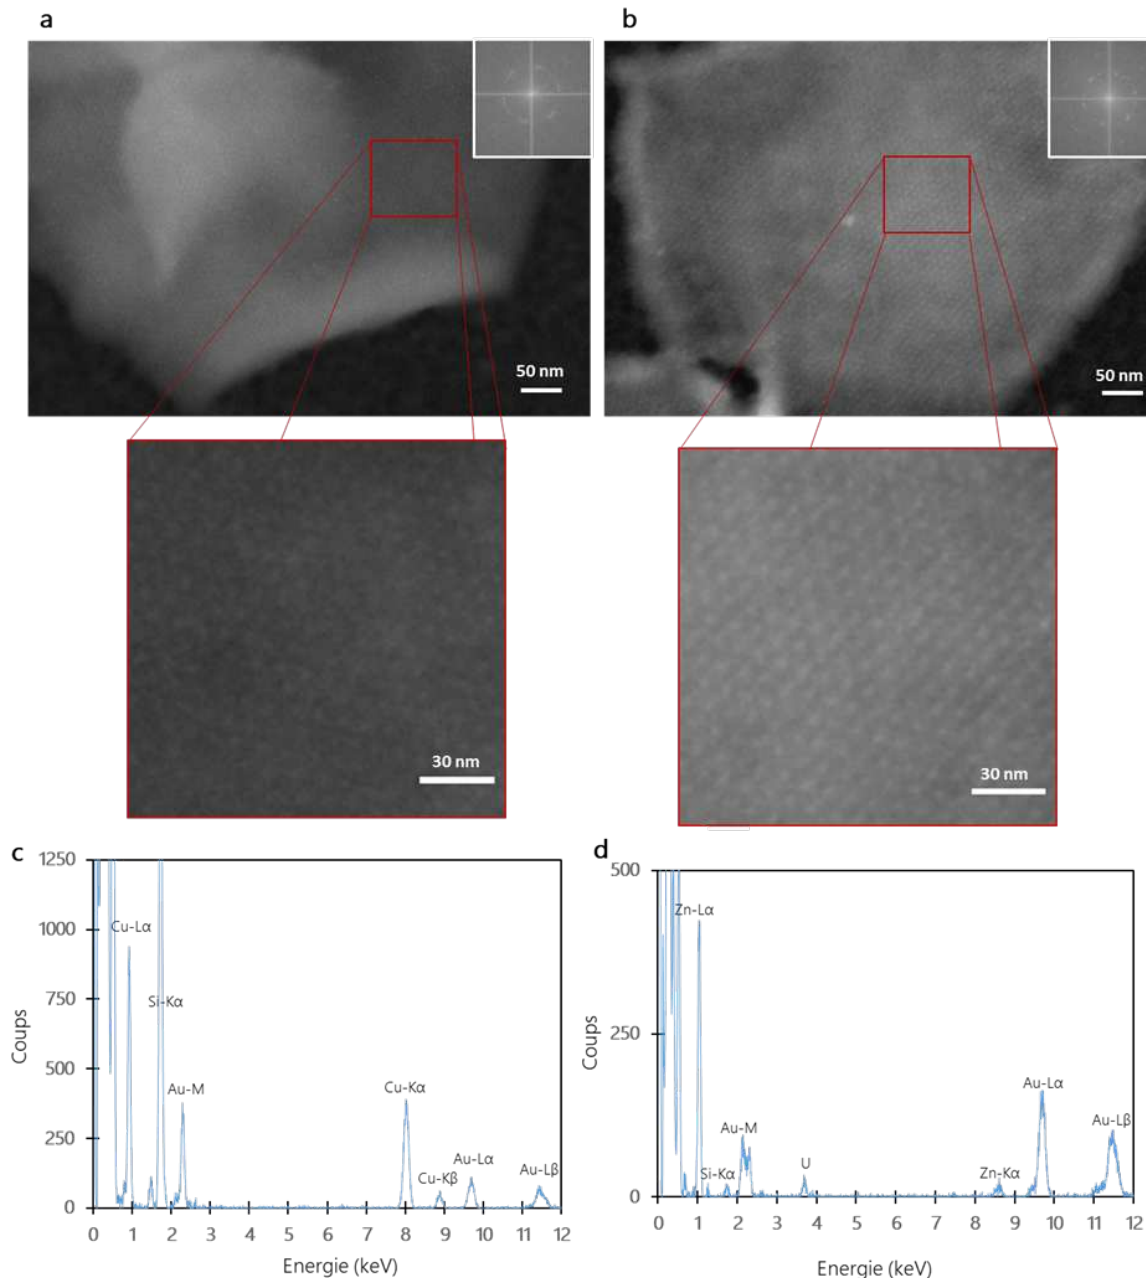 a
b
50 nm
50 nm
30 nm
30 nm
c
d
1250
1000
750
500
250
0
Coups
Cu-Lα
Si-Kα
Au-M
Cu-Kα
Cu-Kβ
Au-Lα
Au-Lβ
0 1 2 3 4 5 6 7 8 9 10 11 12
Energie (keV)
500
250
0
Coups
Zn-Lα
Si-Kα
Au-M
U
Zn-Kα
Au-Lα
Au-Lβ
0 1 2 3 4 5 6 7 8 9 10 11 12
Energie (keV)